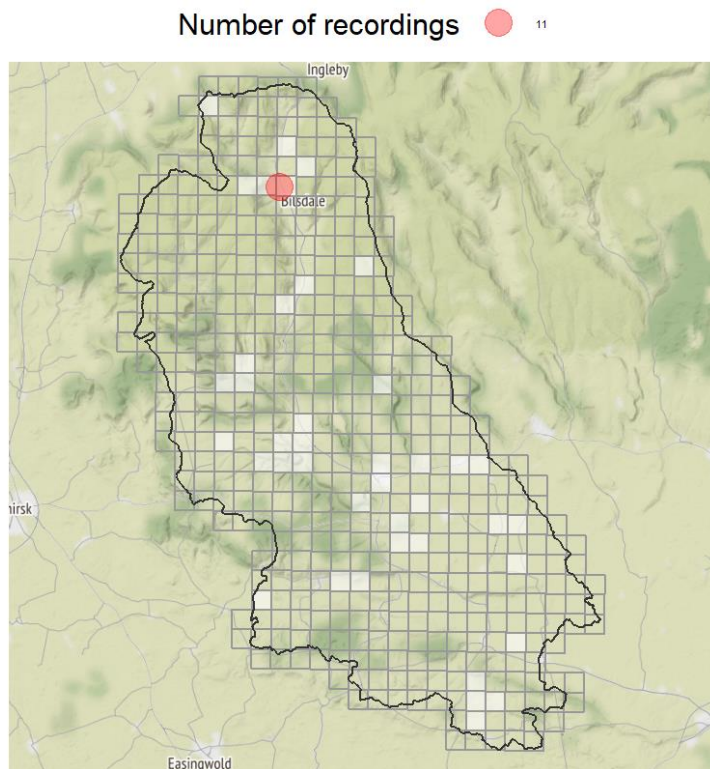 Number of recordings 11
Ingleby
Bilsdale
hirsk
Easingwold